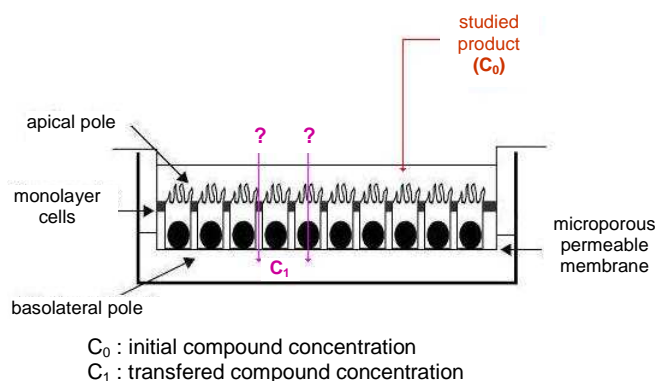 studied
product
(C₀)
apical pole
?
?
monolayer
cells
microporous
permeable
membrane
C₁
basolateral pole
C₀ : initial compound concentration
C₁ : transfered compound concentration